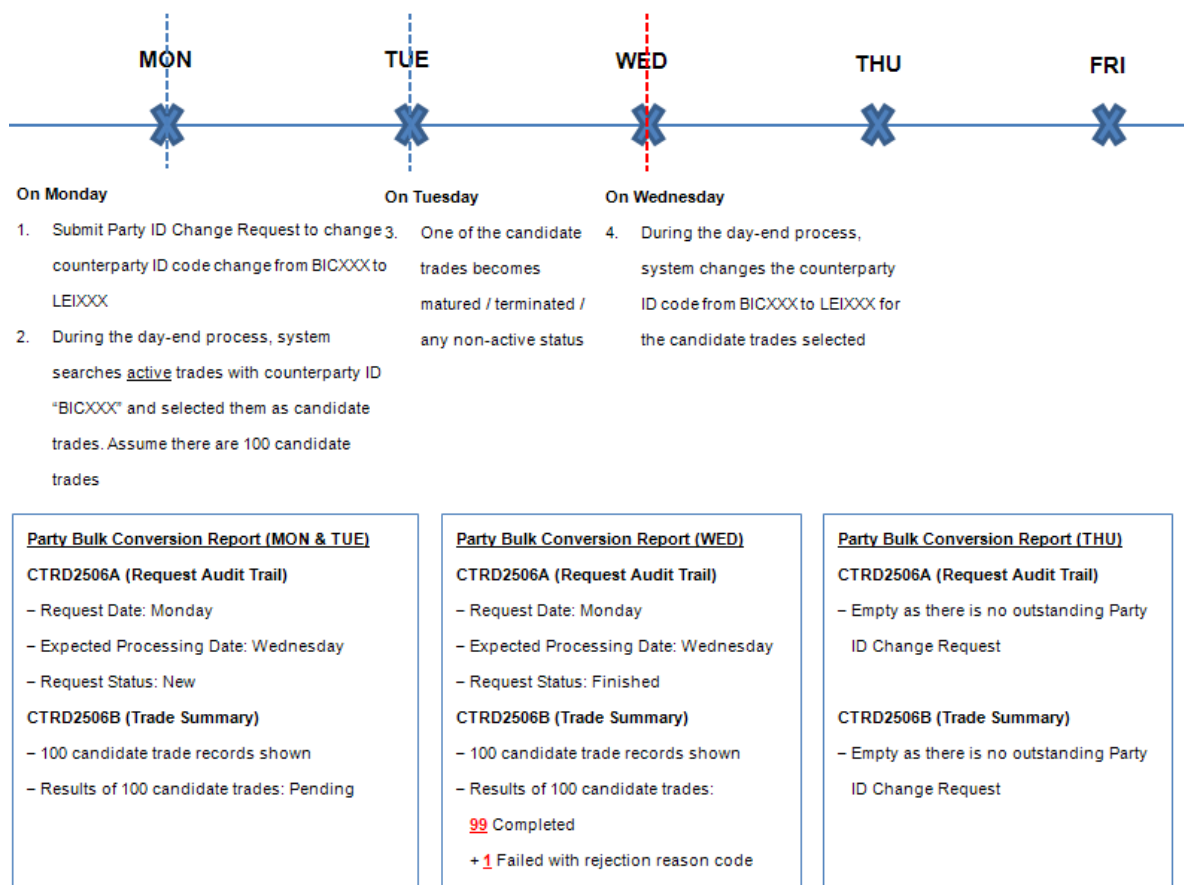 MON
TUE
WED
THU
FRI
On Monday
1. Submit Party ID Change Request to change
counterparty ID code change from BICXXX to
LEIXXX
2. During the day-end process, system
searches active trades with counterparty ID
“BICXXX” and selected them as candidate
trades. Assume there are 100 candidate
trades
On Tuesday
3. One of the candidate
trades becomes
matured / terminated /
any non-active status
On Wednesday
4. During the day-end process,
system changes the counterparty
ID code from BICXXX to LEIXXX for
the candidate trades selected
Party Bulk Conversion Report (MON & TUE)
CTRD2506A (Request Audit Trail)
– Request Date: Monday
– Expected Processing Date: Wednesday
– Request Status: New
CTRD2506B (Trade Summary)
– 100 candidate trade records shown
– Results of 100 candidate trades: Pending
Party Bulk Conversion Report (WED)
CTRD2506A (Request Audit Trail)
– Request Date: Monday
– Expected Processing Date: Wednesday
– Request Status: Finished
CTRD2506B (Trade Summary)
– 100 candidate trade records shown
– Results of 100 candidate trades:
99 Completed
+ 1 Failed with rejection reason code
Party Bulk Conversion Report (THU)
CTRD2506A (Request Audit Trail)
– Empty as there is no outstanding Party
ID Change Request
CTRD2506B (Trade Summary)
– Empty as there is no outstanding Party
ID Change Request